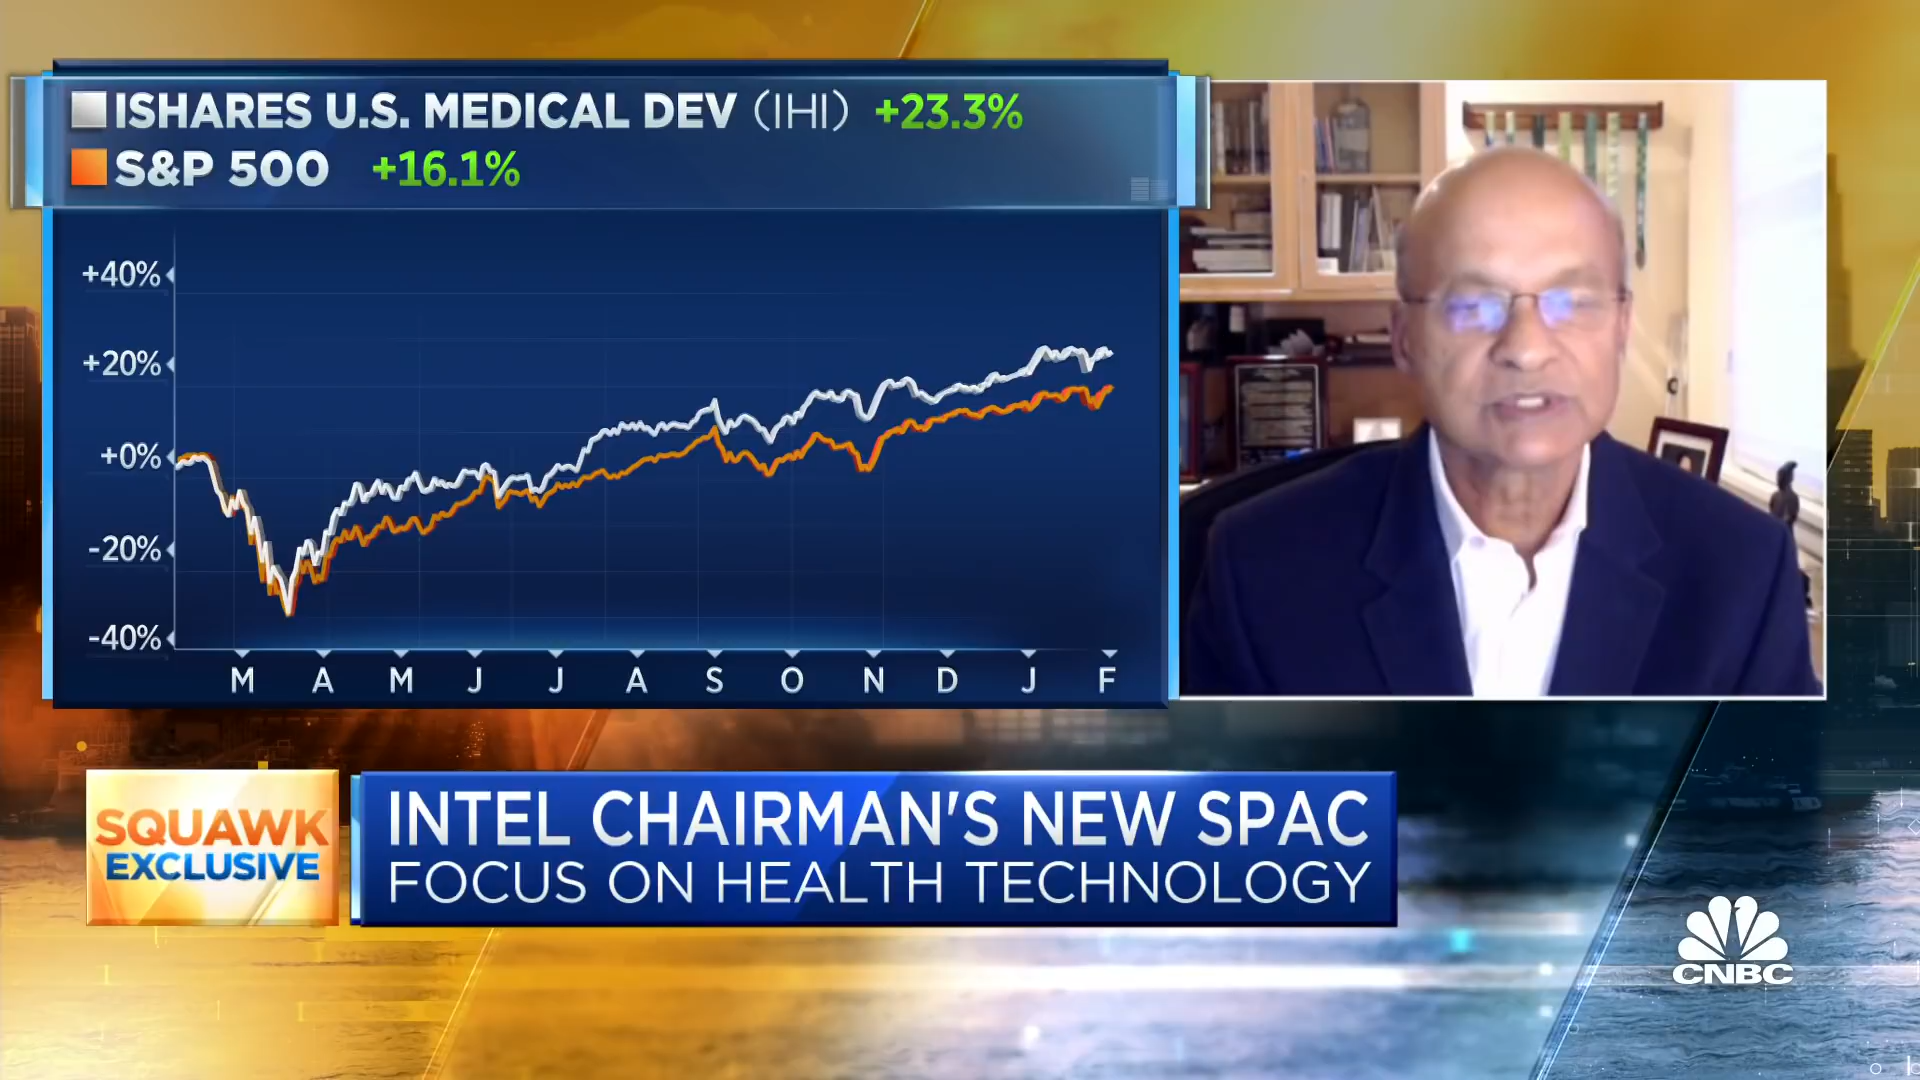 ISHARES U.S. MEDICAL DEV (IHI) +23.3%
S&P 500 +16.1%
+40%
+20%
+0%
-20%
-40%
M A M J J A S O N D J F
SQUAWK
EXCLUSIVE
INTEL CHAIRMAN'S NEW SPAC
FOCUS ON HEALTH TECHNOLOGY
CNBC